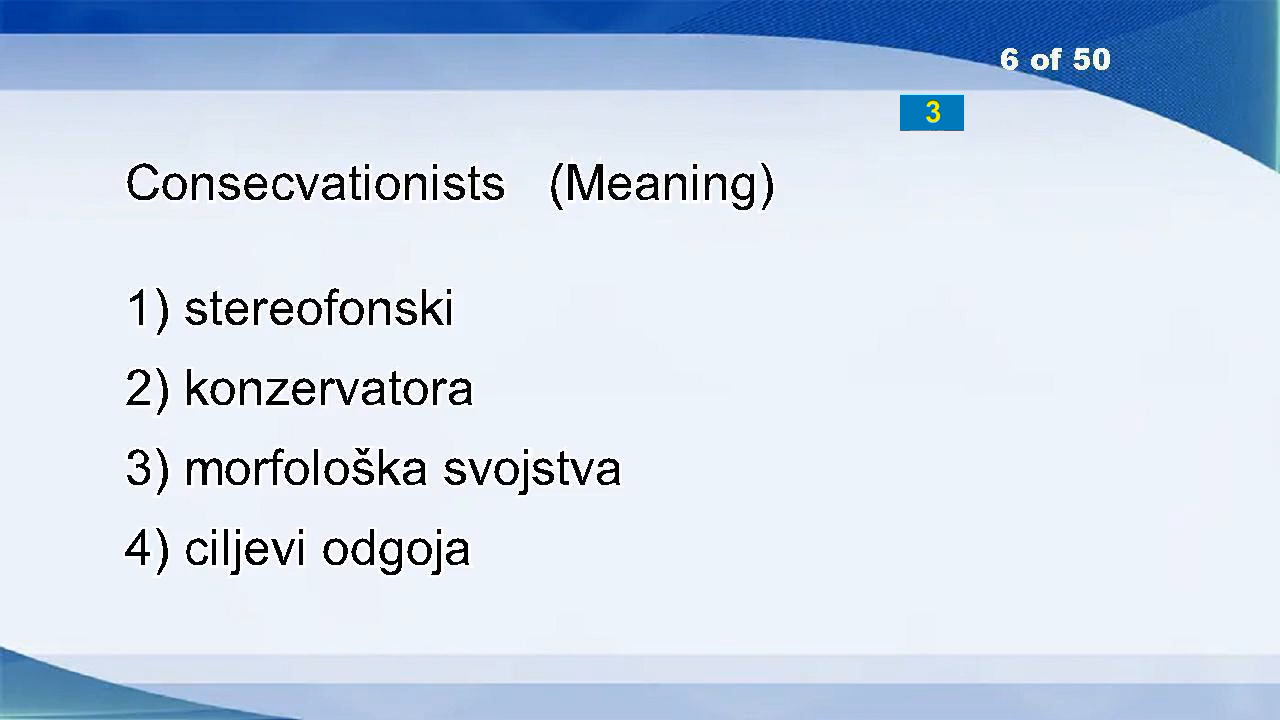 6 of 50
3
Consecvationists (Meaning)
1) stereofonski
2) konzervatora
3) morfološka svojstva
4) ciljevi odgoja